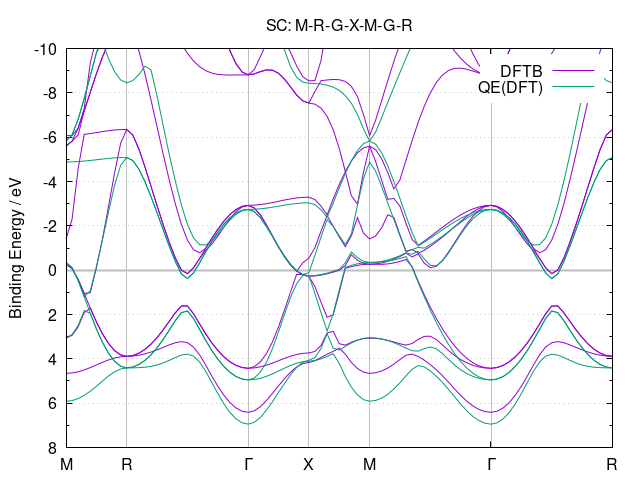 SC: M-R-G-X-M-G-R
DFTB
QE(DFT)
Binding Energy / eV
-10
-8
-6
-4
-2
0
2
4
6
8
M R Γ X M Γ R